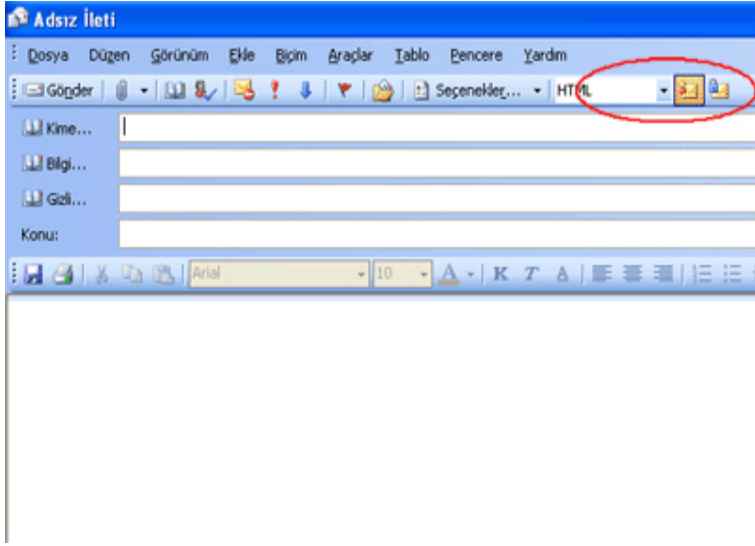 Adsız İleti
Dosya Düzen Görünüm Ekle Biçim Araçlar Tablo Pencere Yardım
Gönder Seçenekler... HTML
Kime...
Bilgi...
Gizli...
Konu:
Arial 10 A K T A